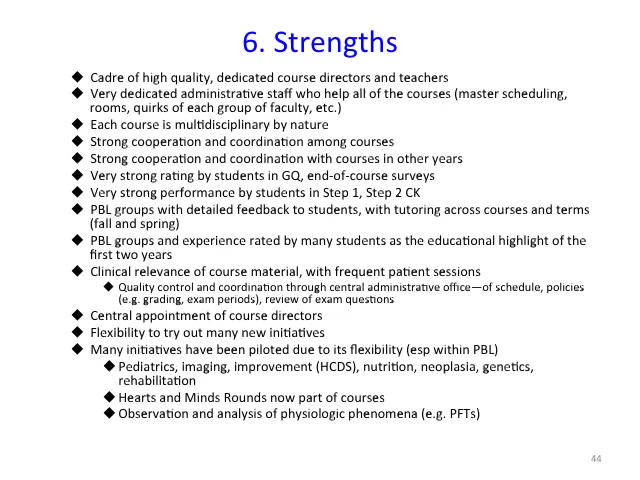 6. Strengths
◆ Cadre of high quality, dedicated course directors and teachers
◆ Very dedicated administrative staff who help all of the courses (master scheduling,
rooms, quirks of each group of faculty, etc.)
◆ Each course is multidisciplinary by nature
◆ Strong cooperation and coordination among courses
◆ Strong cooperation and coordination with courses in other years
◆ Very strong rating by students in GQ, end-of-course surveys
◆ Very strong performance by students in Step 1, Step 2 CK
◆ PBL groups with detailed feedback to students, with tutoring across courses and terms
(fall and spring)
◆ PBL groups and experience rated by many students as the educational highlight of the
first two years
◆ Clinical relevance of course material, with frequent patient sessions
◆ Quality control and coordination through central administrative office—of schedule, policies
(e.g. grading, exam periods), review of exam questions
◆ Central appointment of course directors
◆ Flexibility to try out many new initiatives
◆ Many initiatives have been piloted due to its flexibility (esp within PBL)
◆ Pediatrics, imaging, improvement (HCDS), nutrition, neoplasia, genetics,
rehabilitation
◆ Hearts and Minds Rounds now part of courses
◆ Observation and analysis of physiologic phenomena (e.g. PFTs)
44